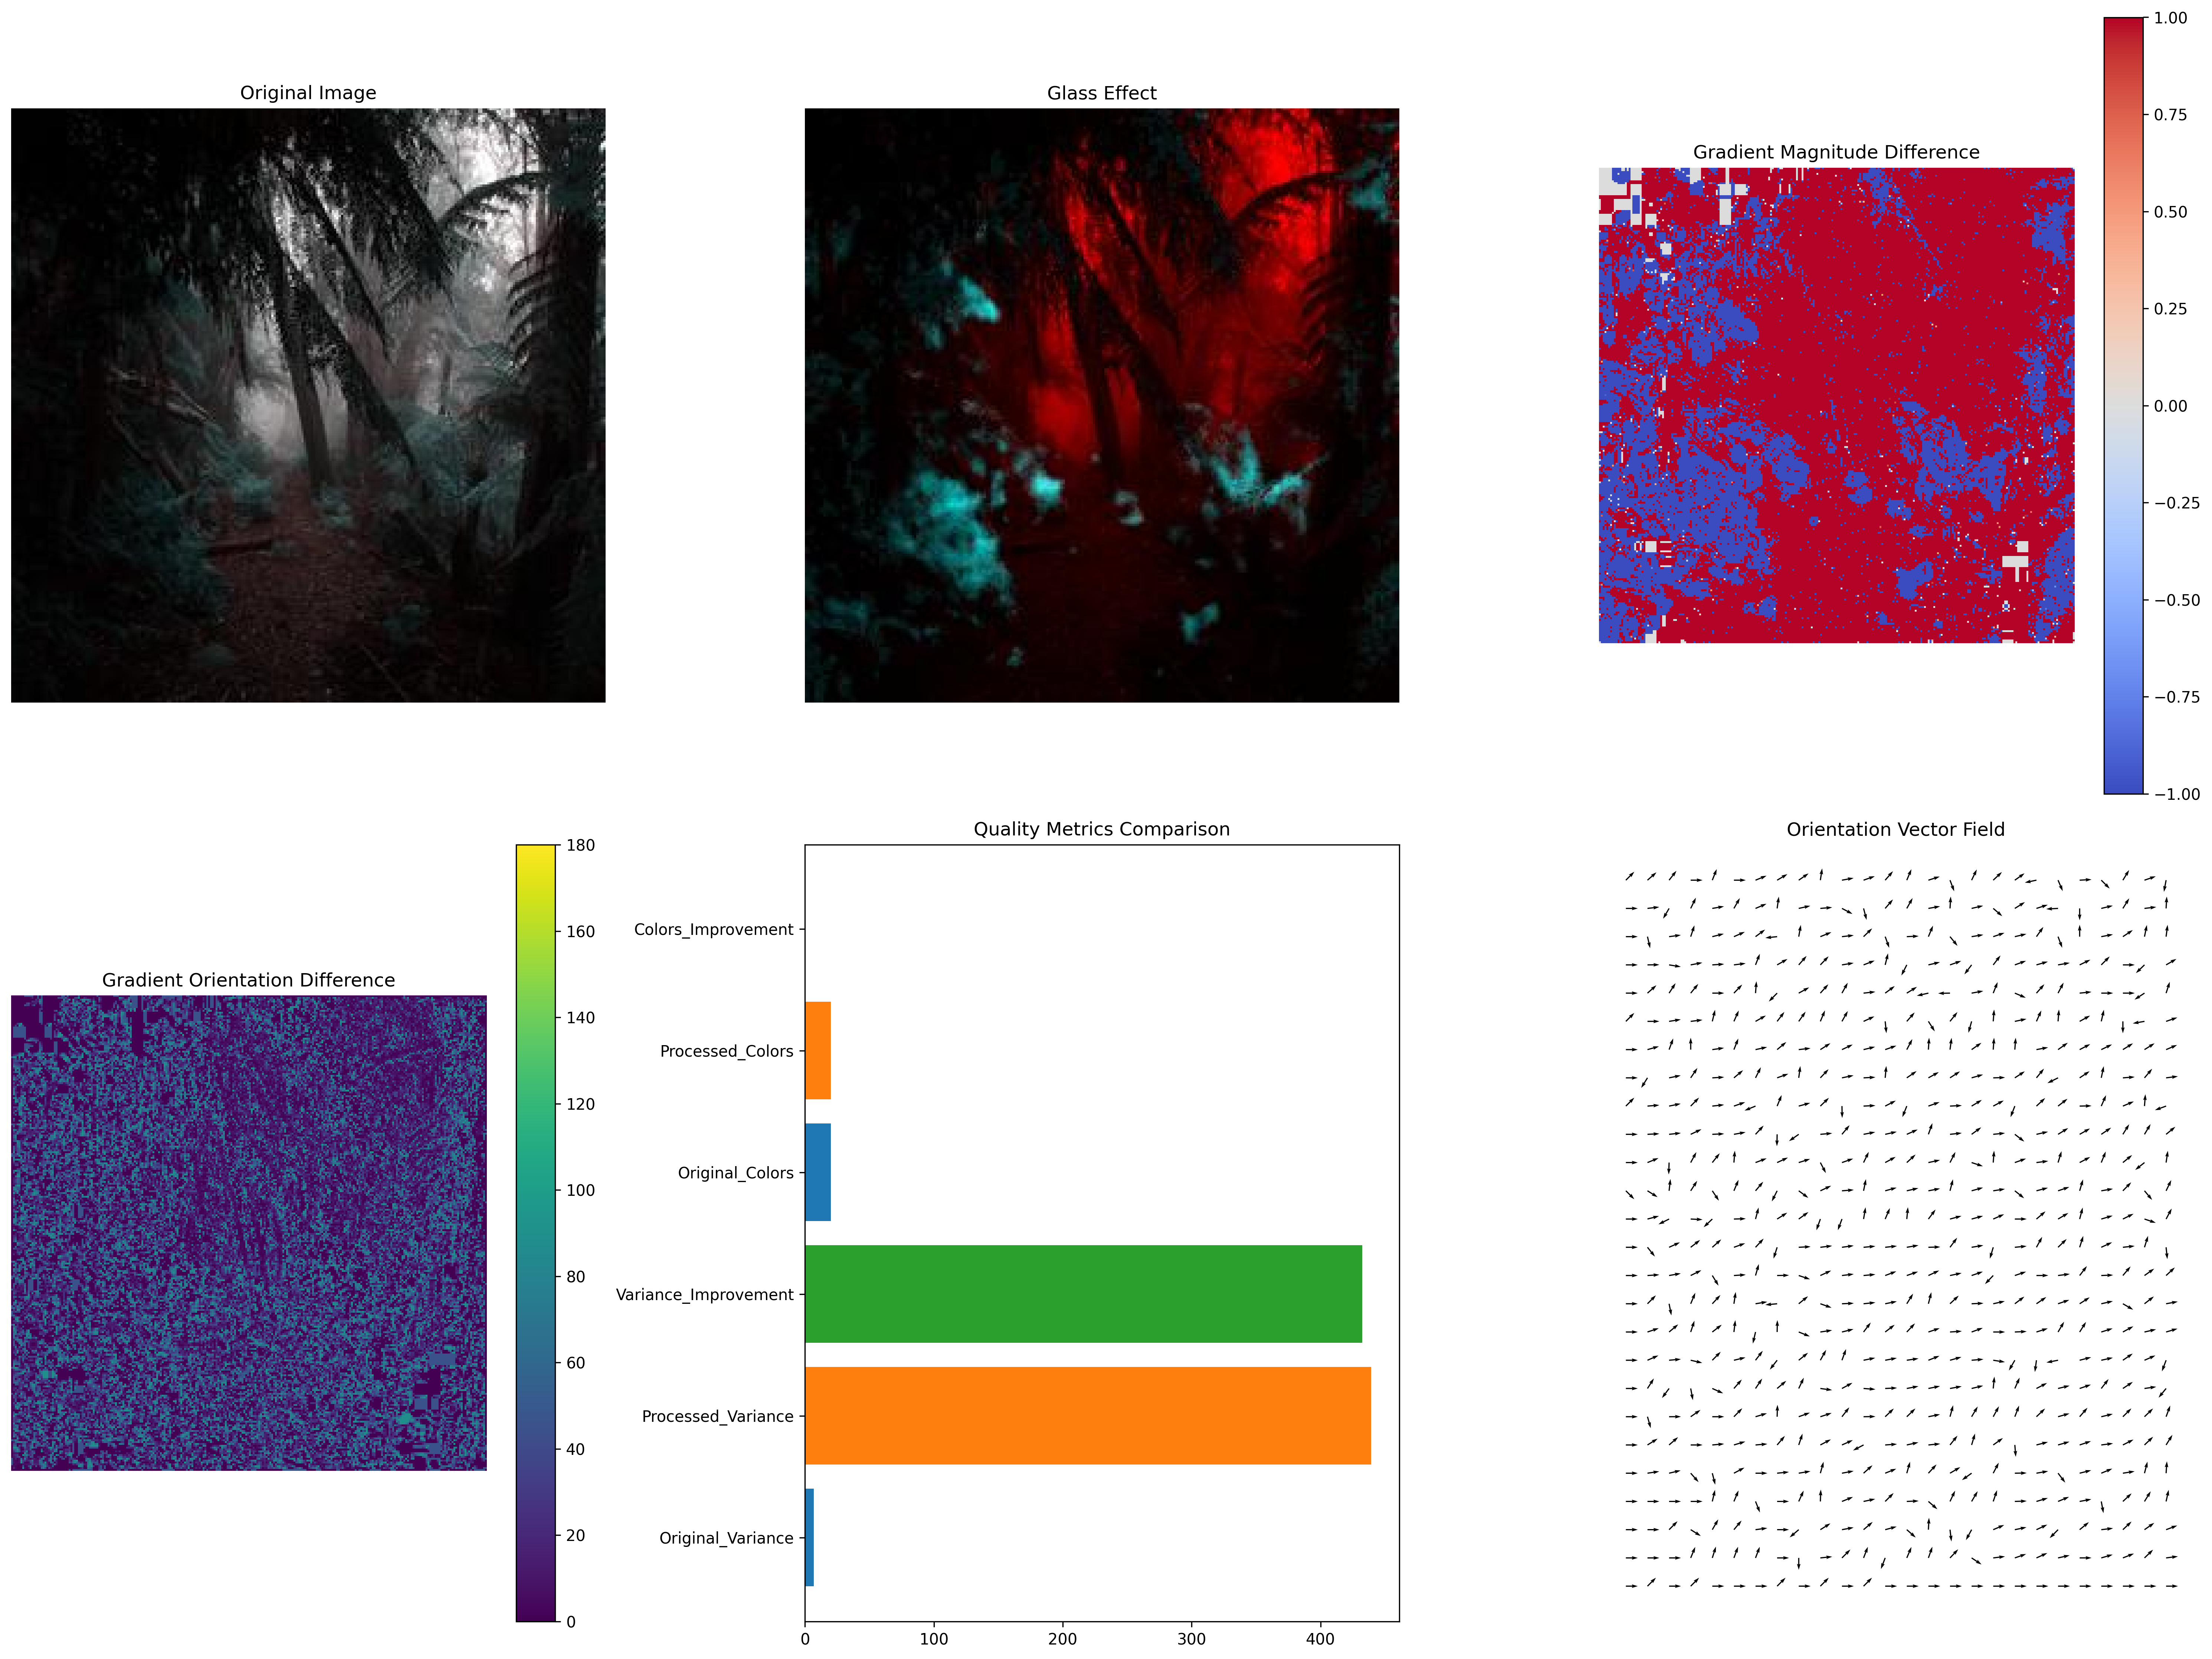 Original Image
Glass Effect
Gradient Magnitude Difference
1.00
0.75
0.50
0.25
0.00
−0.25
−0.50
−0.75
−1.00
Gradient Orientation Difference
180
160
140
120
100
80
60
40
20
0
Quality Metrics Comparison
Colors_Improvement
Processed_Colors
Original_Colors
Variance_Improvement
Processed_Variance
Original_Variance
0 100 200 300 400
Orientation Vector Field